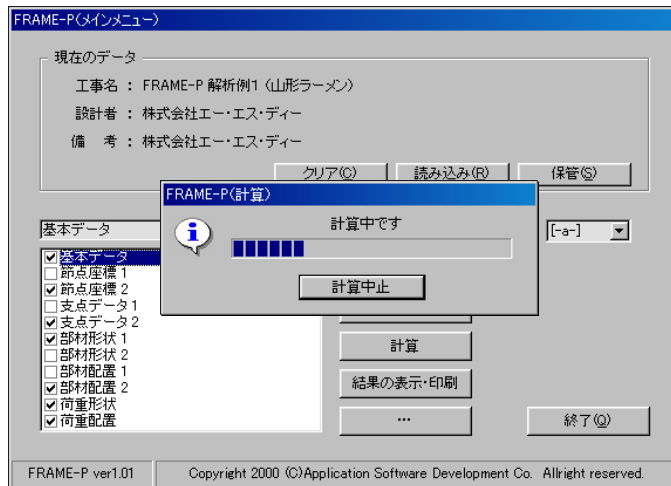 FRAME-P(メインメニュー)
現在のデータ
工事名 : FRAME-P 解析例1 (山形ラーメン)
設計者 : 株式会社エー・エス・ディー
備 考 : 株式会社エー・エス・ディー
クリア(C)
読み込み(R)
保管(S)
FRAME-P(計算)
計算中です
計算中止
基本データ
[-a-]
基本データ
節点座標 1
節点座標 2
支点データ 1
支点データ 2
部材形状 1
部材形状 2
部材配置 1
部材配置 2
荷重形状
荷重配置
計算
結果の表示・印刷
...
終了(Q)
FRAME-P ver1.01
Copyright 2000 (C)Application Software Development Co. Allright reserved.